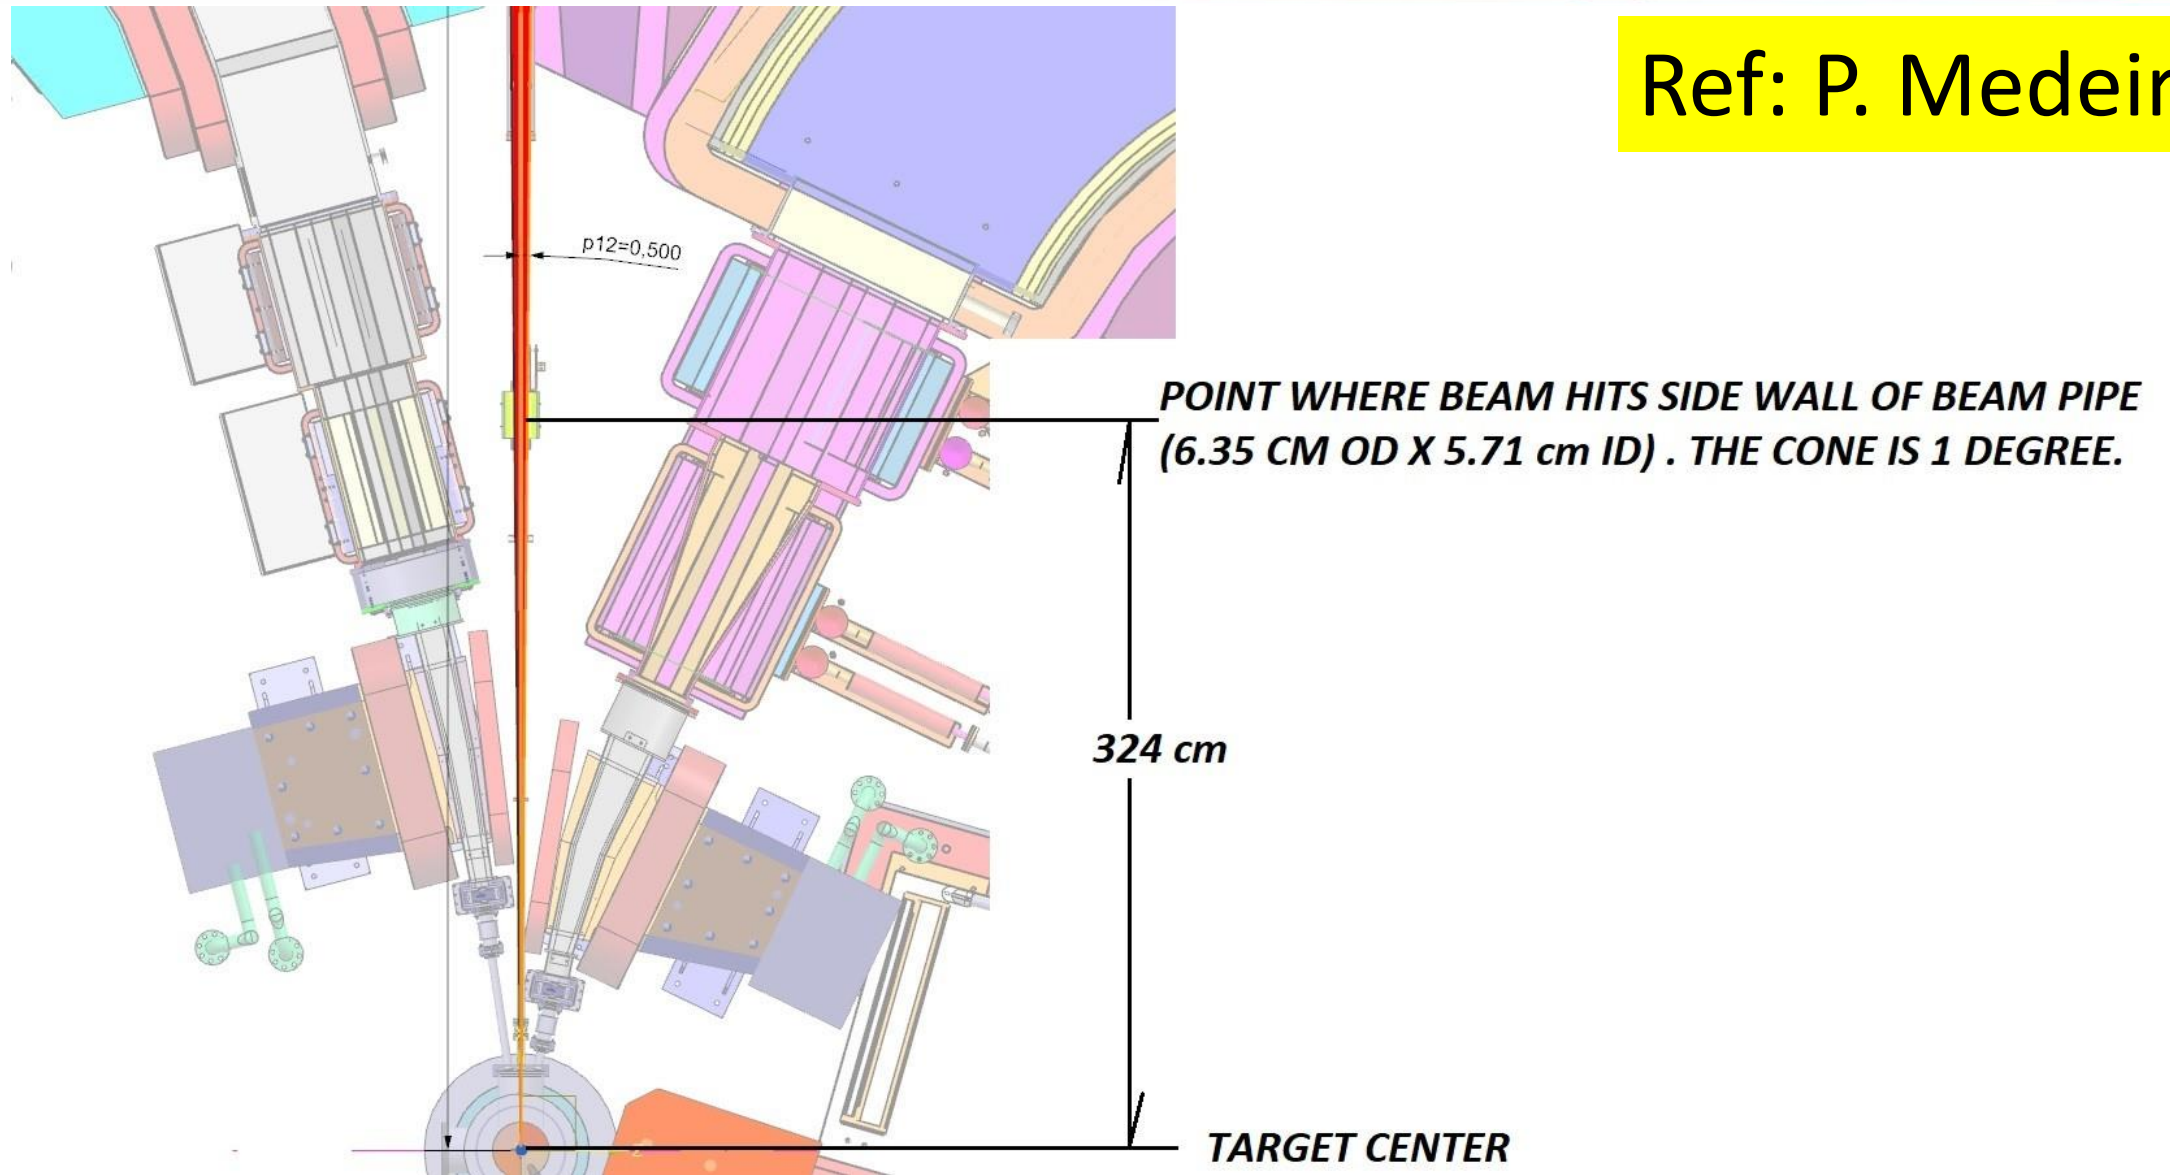 Ref: P. Medeir
p12=0,500
POINT WHERE BEAM HITS SIDE WALL OF BEAM PIPE
(6.35 CM OD X 5.71 cm ID) . THE CONE IS 1 DEGREE.
324 cm
TARGET CENTER